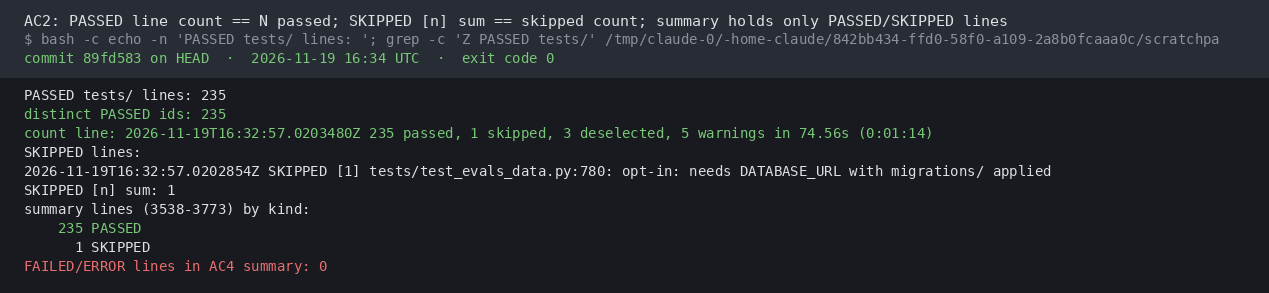 AC2: PASSED line count == N passed; SKIPPED [n] sum == skipped count; summary holds only PASSED/SKIPPED lines
$ bash -c echo -n 'PASSED tests/ lines: '; grep -c 'Z PASSED tests/' /tmp/claude-0/-home-claude/842bb434-ffd0-58f0-a109-2a8b0fcaaa0c/scratchpa
commit 89fd583 on HEAD · 2026-11-19 16:34 UTC · exit code 0
PASSED tests/ lines: 235
distinct PASSED ids: 235
count line: 2026-11-19T16:32:57.0203480Z 235 passed, 1 skipped, 3 deselected, 5 warnings in 74.56s (0:01:14)
SKIPPED lines:
2026-11-19T16:32:57.0202854Z SKIPPED [1] tests/test_evals_data.py:780: opt-in: needs DATABASE_URL with migrations/ applied
SKIPPED [n] sum: 1
summary lines (3538-3773) by kind:
235 PASSED
1 SKIPPED
FAILED/ERROR lines in AC4 summary: 0